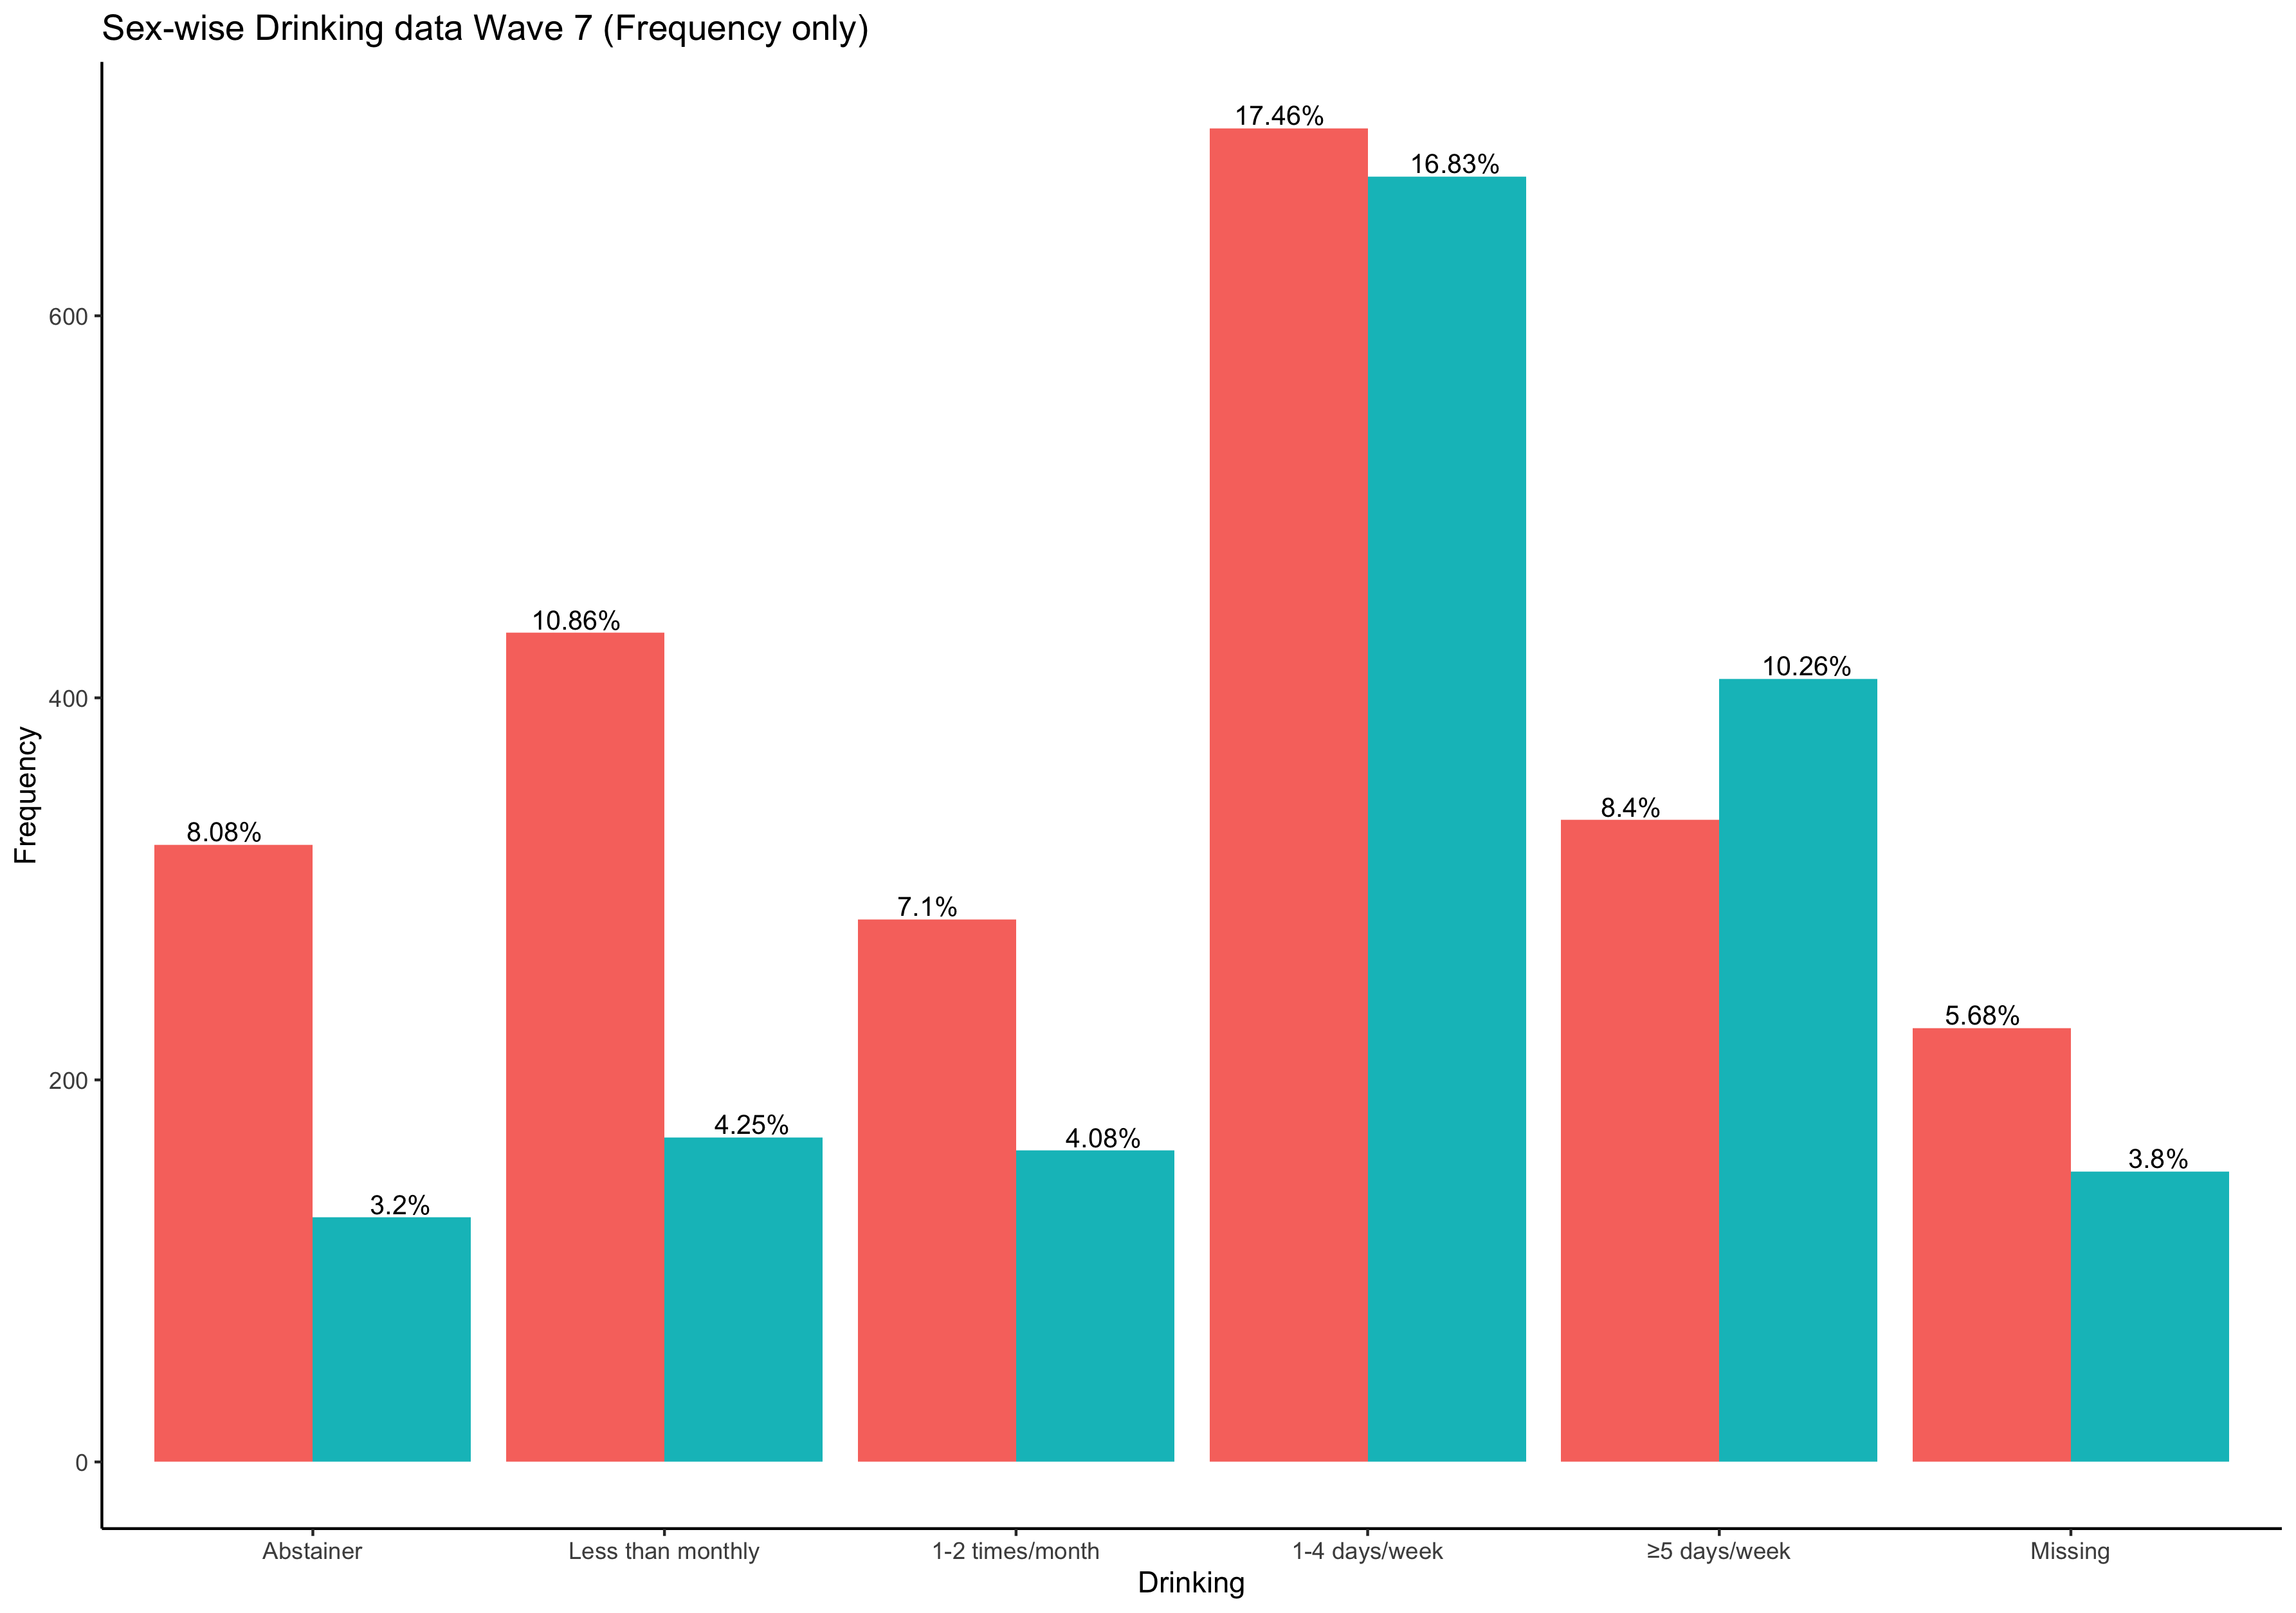 Sex-wise Drinking data Wave 7 (Frequency only)
17.46%
16.83%
600
10.86%
10.26%
400
8.4%
8.08%
7.1%
5.68%
200
4.25%
4.08%
3.8%
3.2%
0
Frequency
Abstainer
Less than monthly
1-2 times/month
1-4 days/week
≥5 days/week
Missing
Drinking